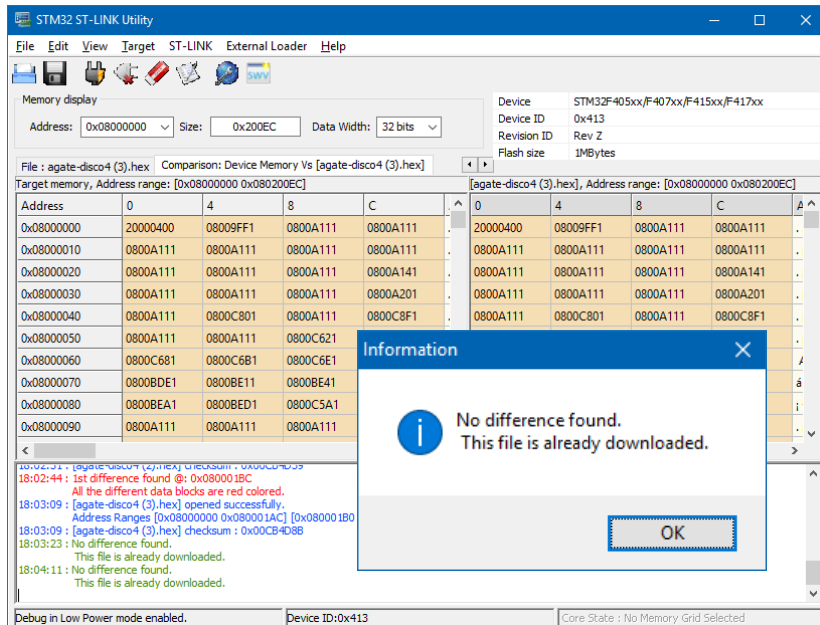 STM32 ST-LINK Utility
File Edit View Target ST-LINK External Loader Help
SWV
Memory display
Address: 0x08000000 Size: 0x200EC Data Width: 32 bits
Device STM32F405xx/F407xx/F415xx/F417xx
Device ID 0x413
Revision ID Rev Z
Flash size 1MBytes
File : agate-disco4 (3).hex Comparison: Device Memory Vs [agate-disco4 (3).hex]
Target memory, Address range: [0x08000000 0x080200EC] [agate-disco4 (3).hex], Address range: [0x08000000 0x080200EC]
Address 0 4 8 C 0 4 8 C A
0x08000000 20000400 08009FF1 0800A111 0800A111 20000400 08009FF1 0800A111 0800A111
0x08000010 0800A111 0800A111 0800A111 0800A111 0800A111 0800A111 0800A111 0800A111
0x08000020 0800A111 0800A111 0800A111 0800A141 0800A111 0800A111 0800A111 0800A141
0x08000030 0800A111 0800A111 0800A111 0800A201 0800A111 0800A111 0800A111 0800A201
0x08000040 0800A111 0800C801 0800A111 0800C8F1 0800A111 0800C801 0800A111 0800C8F1
0x08000050 0800A111 0800A111 0800C621
0x08000060 0800C681 0800C6B1 0800C6E1
0x08000070 0800BDE1 0800BE11 0800BE41 á
0x08000080 0800BEA1 0800BED1 0800C5A1 ¡
0x08000090 0800A111 0800A111 0800A111
Information
No difference found.
This file is already downloaded.
OK
18:02:31 : [agate-disco4 (2).hex] checksum : 0x00CB4D59
18:02:44 : 1st difference found @: 0x080001BC
All the different data blocks are red colored.
18:03:09 : [agate-disco4 (3).hex] opened successfully.
Address Ranges [0x08000000 0x080001AC] [0x080001B0
18:03:09 : [agate-disco4 (3).hex] checksum : 0x00CB4D8B
18:03:23 : No difference found.
This file is already downloaded.
18:04:11 : No difference found.
This file is already downloaded.
Debug in Low Power mode enabled. Device ID:0x413 Core State : No Memory Grid Selected